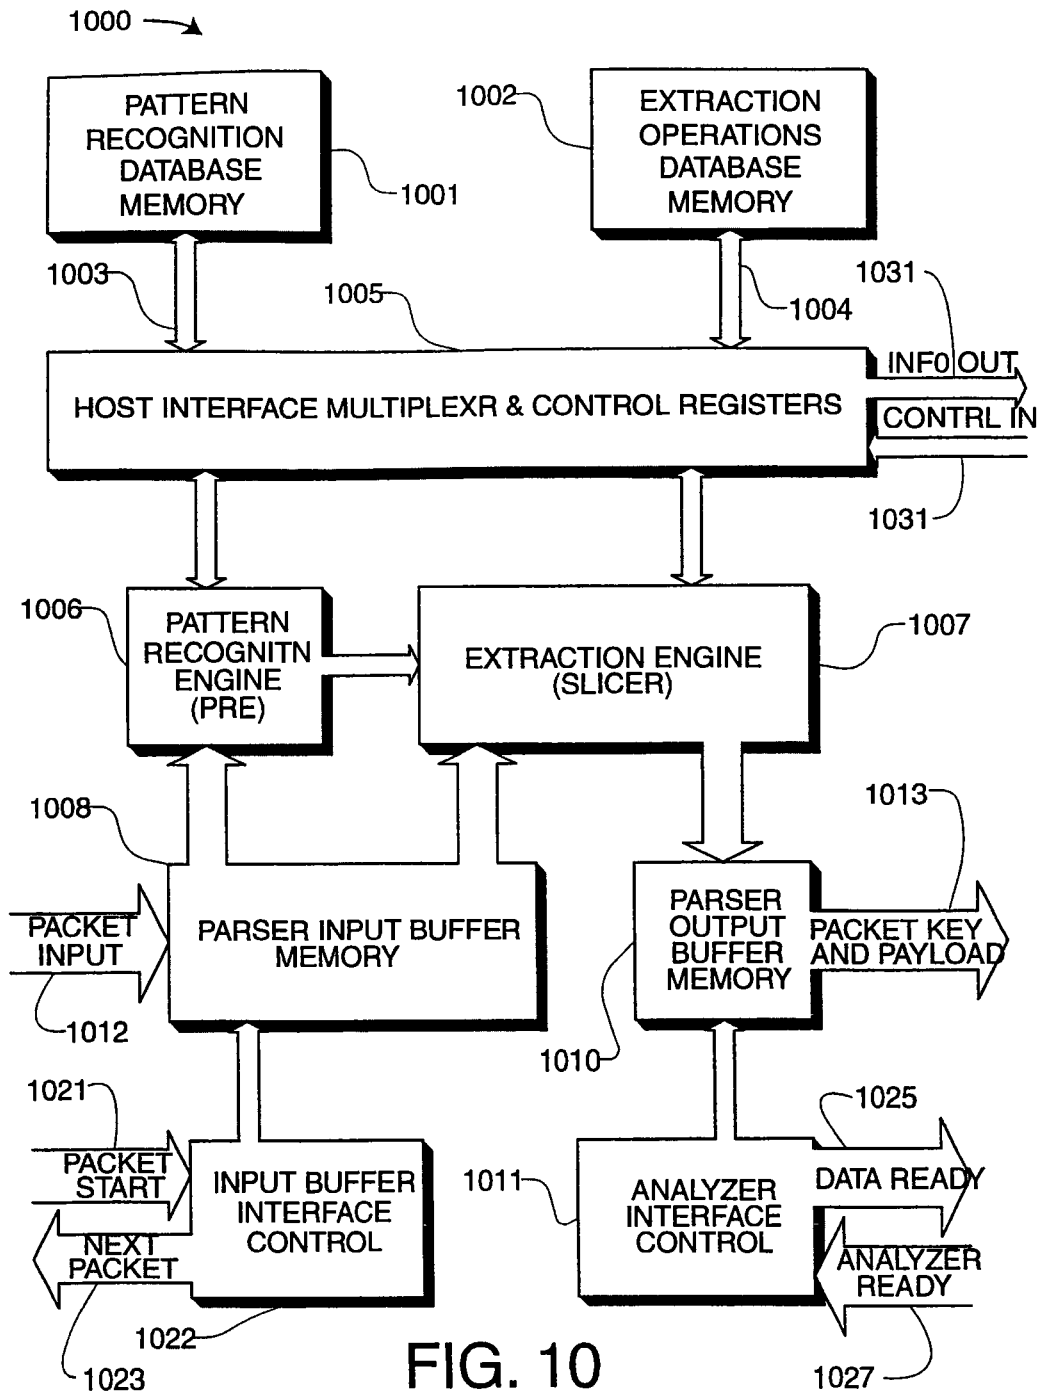 1000
PATTERN
RECOGNITION
DATABASE
MEMORY
1001
1002
EXTRACTION
OPERATIONS
DATABASE
MEMORY
1003
1005
1004
1031
HOST INTERFACE MULTIPLEXR & CONTROL REGISTERS
INFO OUT
CONTRL IN
1031
1006
PATTERN
RECOGNITN
ENGINE
(PRE)
EXTRACTION ENGINE
(SLICER)
1007
1008
1013
PACKET
INPUT
PARSER INPUT BUFFER
MEMORY
PARSER
OUTPUT
BUFFER
MEMORY
PACKET KEY
AND PAYLOAD
1012
1010
1021
1025
PACKET
START
INPUT BUFFER
INTERFACE
CONTROL
NEXT
PACKET
1011
ANALYZER
INTERFACE
CONTROL
DATA READY
ANALYZER
READY
1022
1023
1027
FIG. 10